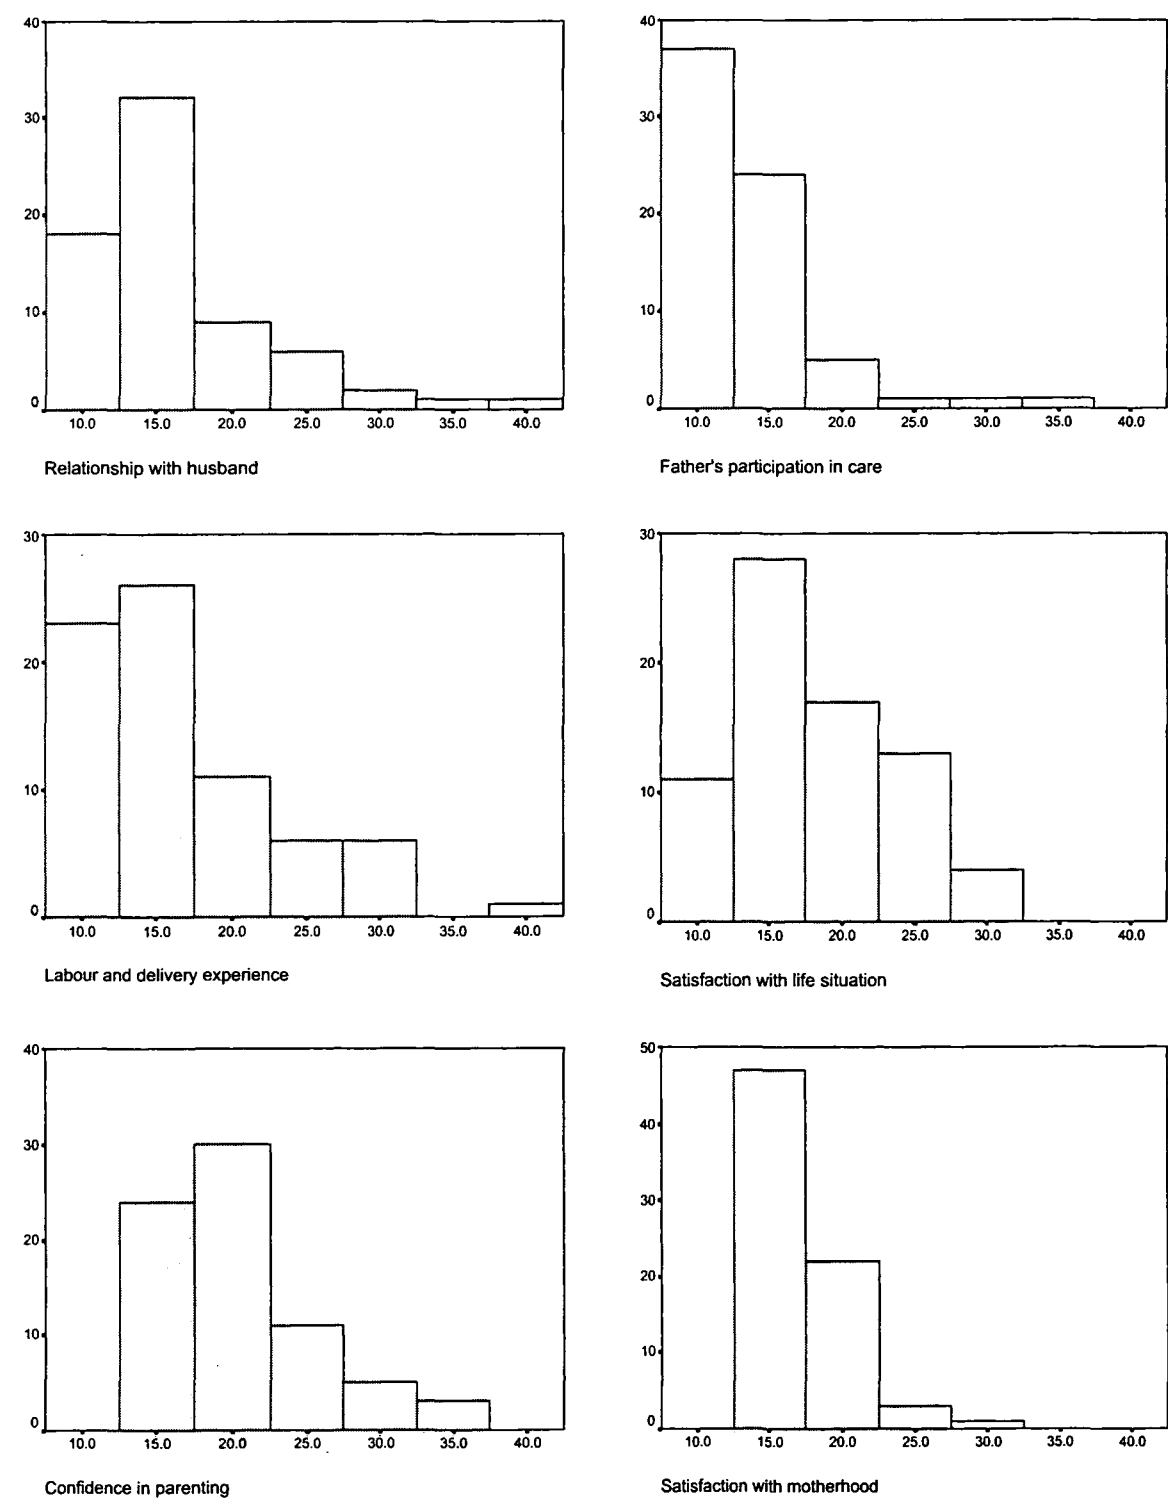 40
30
20
10
0
10.0 15.0 20.0 25.0 30.0 35.0 40.0
Relationship with husband
40
30
20
10
0
10.0 15.0 20.0 25.0 30.0 35.0 40.0
Father's participation in care
30
20
10
0
10.0 15.0 20.0 25.0 30.0 35.0 40.0
Labour and delivery experience
30
20
10
0
10.0 15.0 20.0 25.0 30.0 35.0 40.0
Satisfaction with life situation
40
30
20
10
0
10.0 15.0 20.0 25.0 30.0 35.0 40.0
Confidence in parenting
50
40
30
20
10
0
10.0 15.0 20.0 25.0 30.0 35.0 40.0
Satisfaction with motherhood